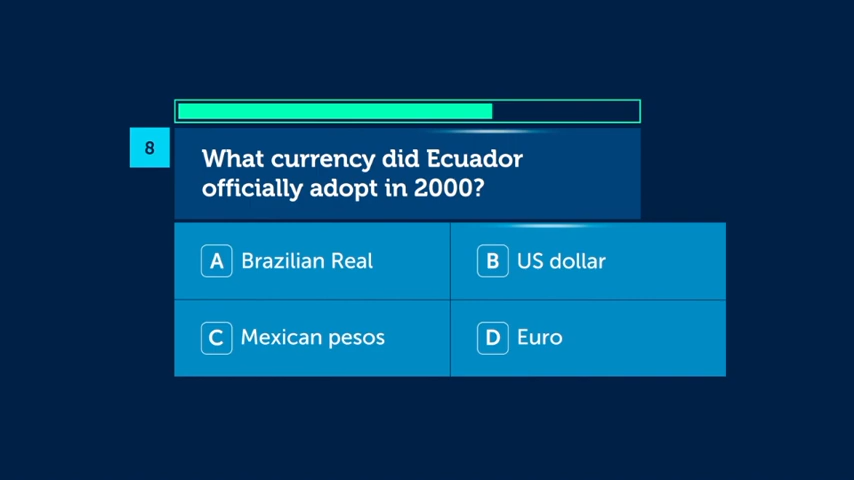 8
What currency did Ecuador
officially adopt in 2000?
A Brazilian Real
B US dollar
C Mexican pesos
D Euro